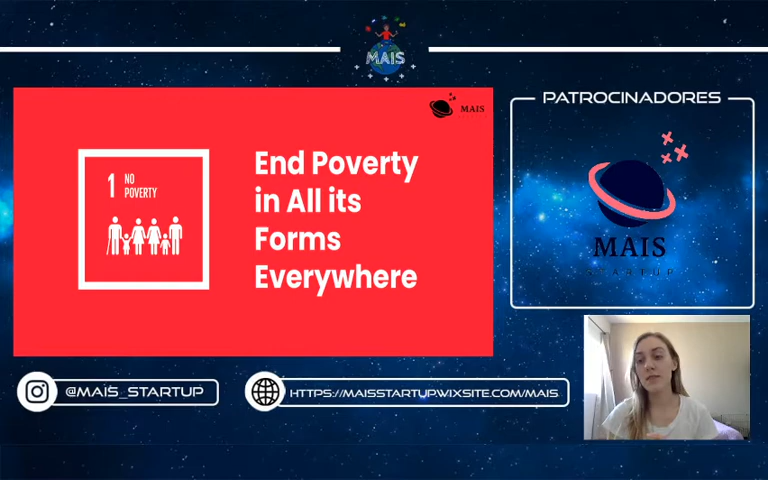 MAIS
PATROCINADORES
MAIS
1 NO
POVERTY
End Poverty
in All its
Forms
Everywhere
MAIS
STARTUP
@MAIS_STARTUP
HTTPS://MAISSTARTUP.WIXSITE.COM/MAIS